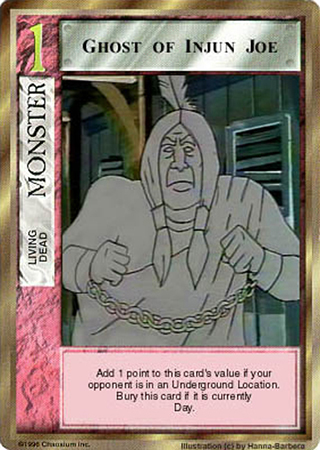 1
GHOST OF INJUN JOE
MONSTER
LIVING
DEAD
Add 1 point to this card's value if your
opponent is in an Underground Location.
Bury this card if it is currently
Day.
©1996 Chaosium Inc.
Illustration (c) by Hanna-Barbera